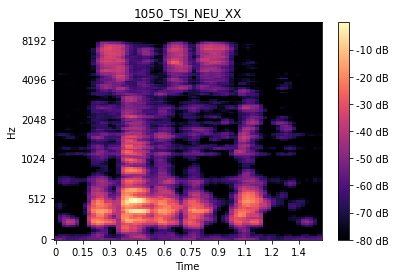 1050_TSI_NEU_XX
8192
4096
2048
1024
512
0
Hz
0 0.15 0.3 0.45 0.6 0.75 0.9 1.1 1.2 1.4
Time
-10 dB
-20 dB
-30 dB
-40 dB
-50 dB
-60 dB
-70 dB
-80 dB